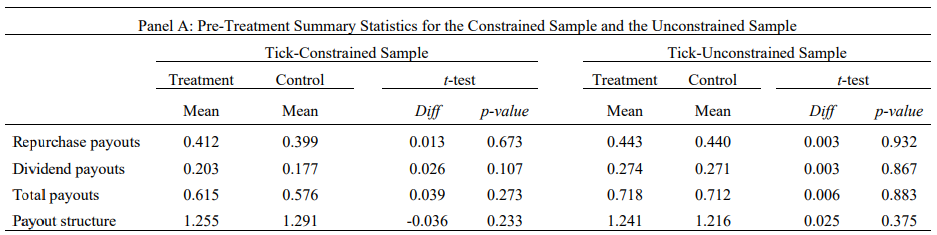 Panel A: Pre-Treatment Summary Statistics for the Constrained Sample and the Unconstrained Sample
Tick-Constrained Sample Tick-Unconstrained Sample
Treatment Control t-test Treatment Control t-test
Mean Mean Diff p-value Mean Mean Diff p-value
Repurchase payouts 0.412 0.399 0.013 0.673 0.443 0.440 0.003 0.932
Dividend payouts 0.203 0.177 0.026 0.107 0.274 0.271 0.003 0.867
Total payouts 0.615 0.576 0.039 0.273 0.718 0.712 0.006 0.883
Payout structure 1.255 1.291 -0.036 0.233 1.241 1.216 0.025 0.375